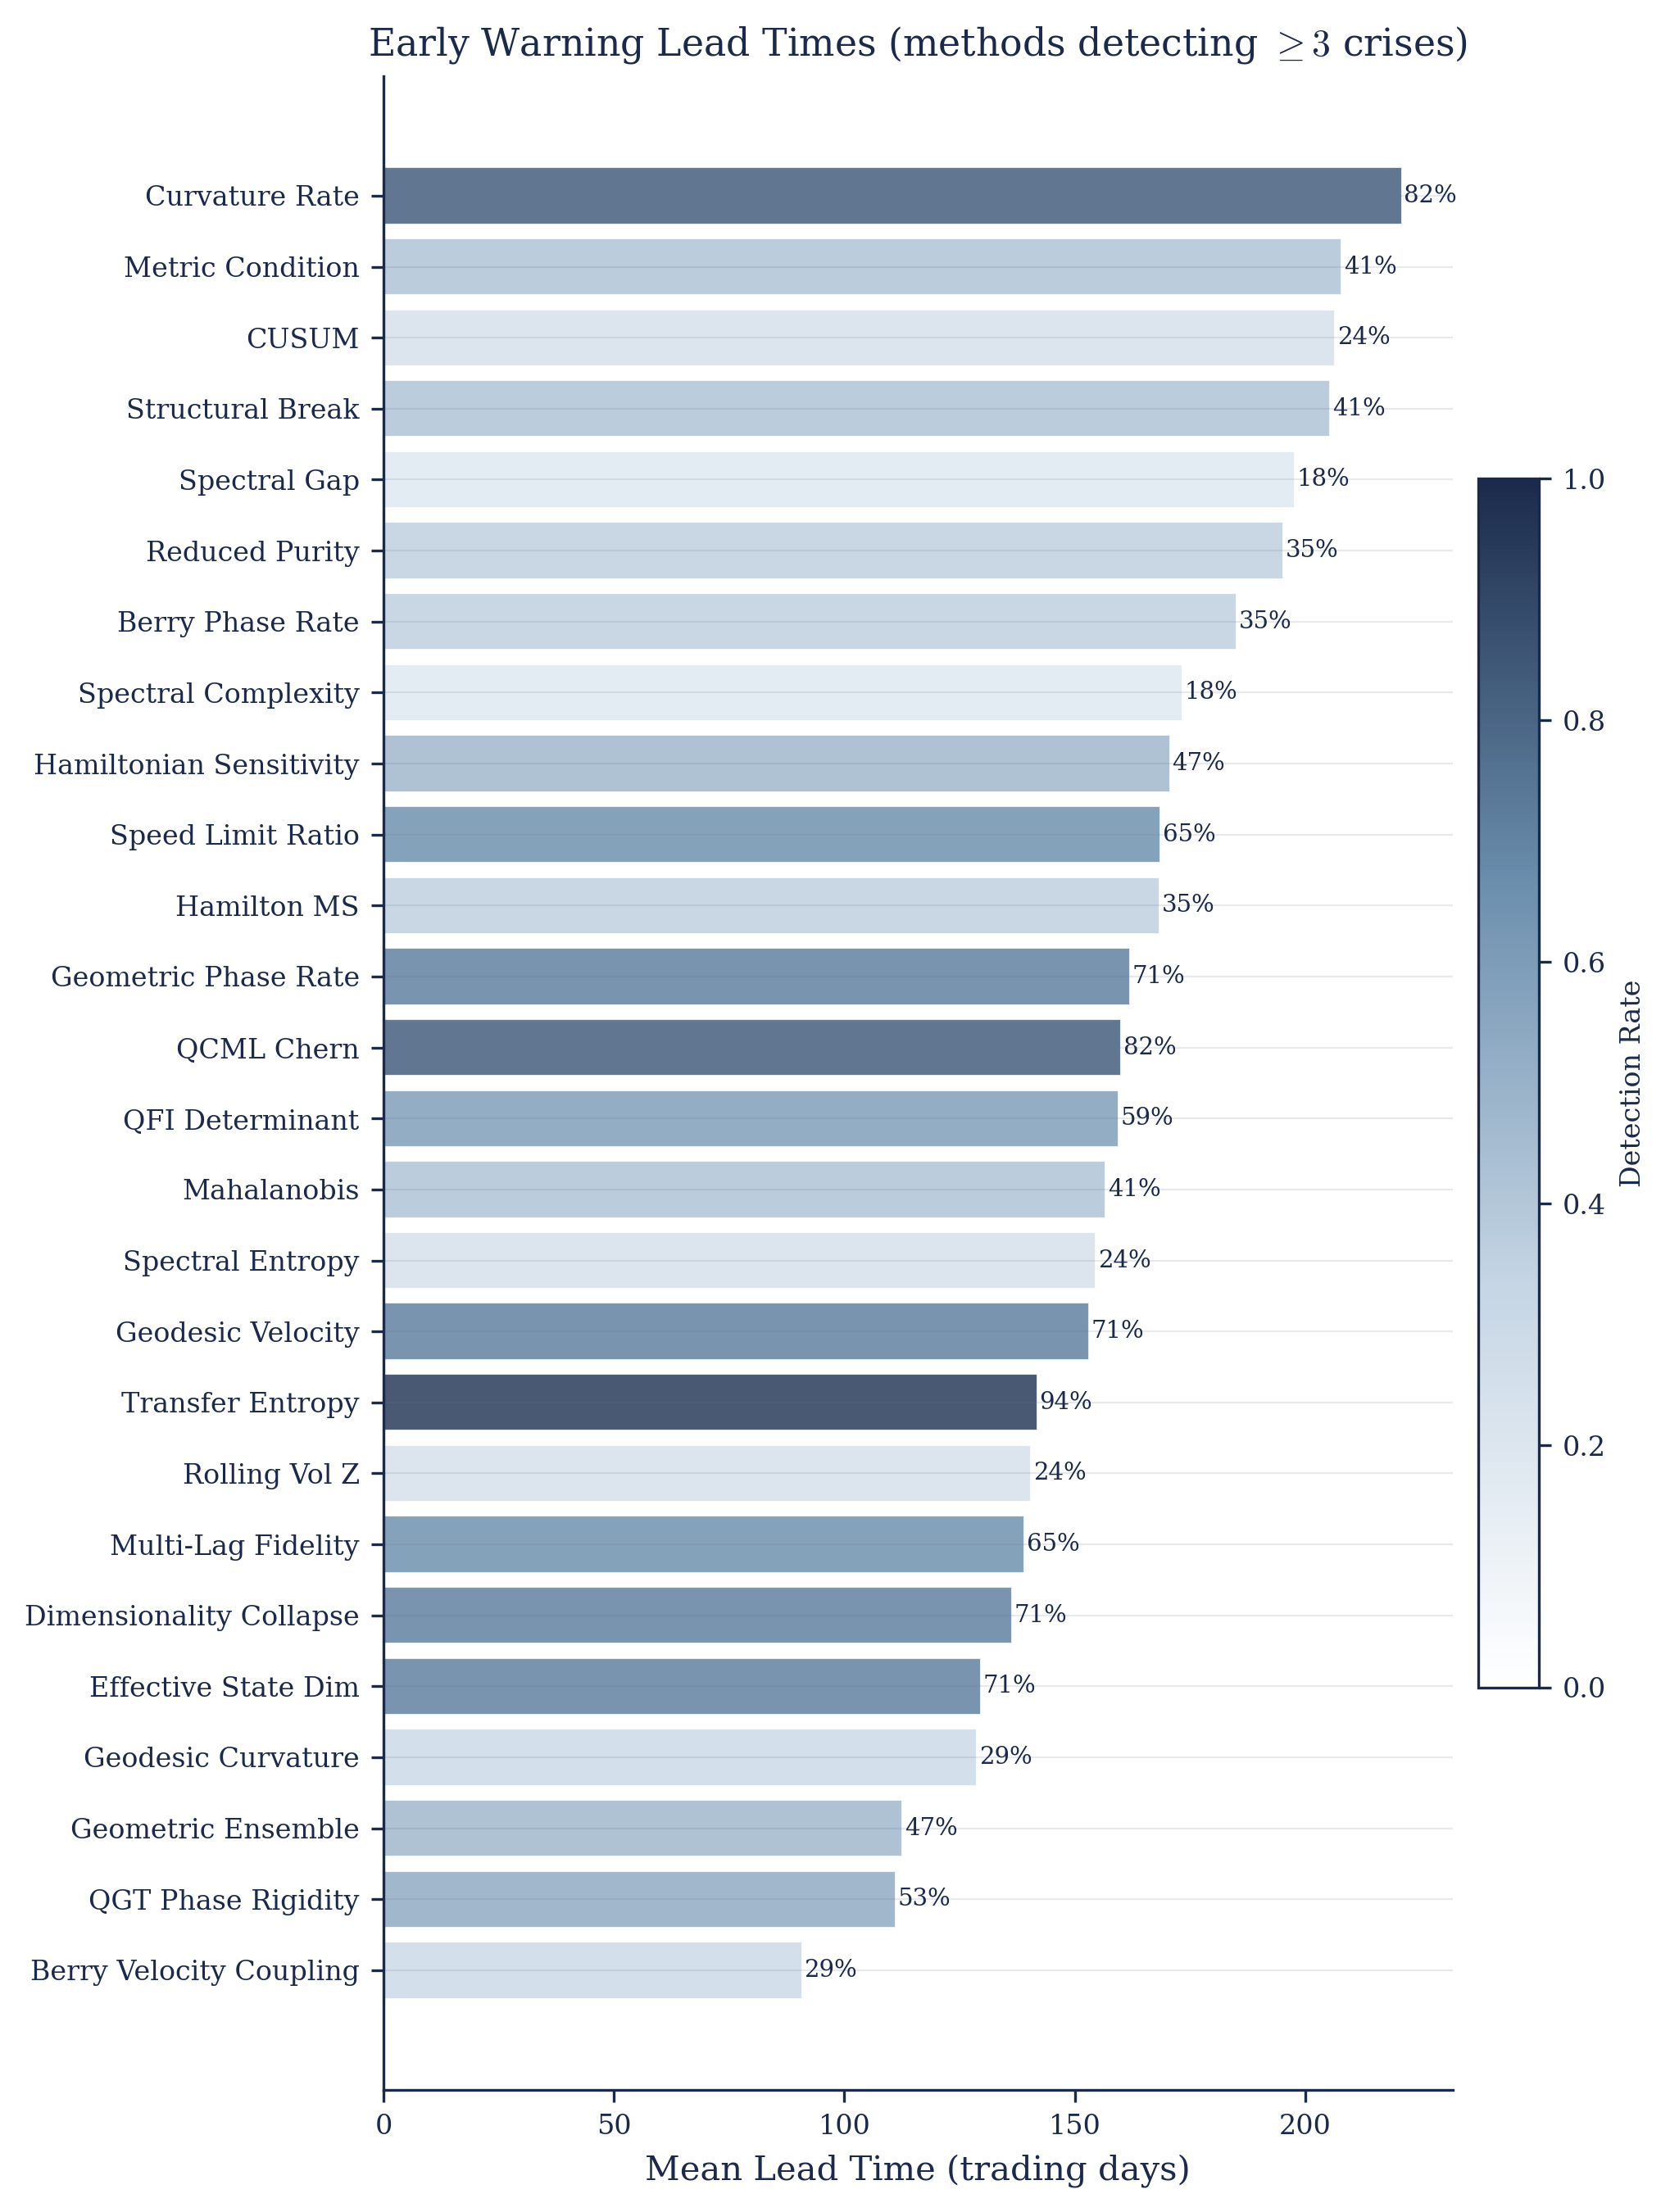 Early Warning Lead Times (methods detecting ≥3 crises)
Curvature Rate 82%
Metric Condition 41%
CUSUM 24%
Structural Break 41%
Spectral Gap 18%
Reduced Purity 35%
Berry Phase Rate 35%
Spectral Complexity 18%
Hamiltonian Sensitivity 47%
Speed Limit Ratio 65%
Hamilton MS 35%
Geometric Phase Rate 71%
QCML Chern 82%
QFI Determinant 59%
Mahalanobis 41%
Spectral Entropy 24%
Geodesic Velocity 71%
Transfer Entropy 94%
Rolling Vol Z 24%
Multi-Lag Fidelity 65%
Dimensionality Collapse 71%
Effective State Dim 71%
Geodesic Curvature 29%
Geometric Ensemble 47%
QGT Phase Rigidity 53%
Berry Velocity Coupling 29%
0 50 100 150 200
Mean Lead Time (trading days)
1.0
0.8
0.6
0.4
0.2
0.0
Detection Rate